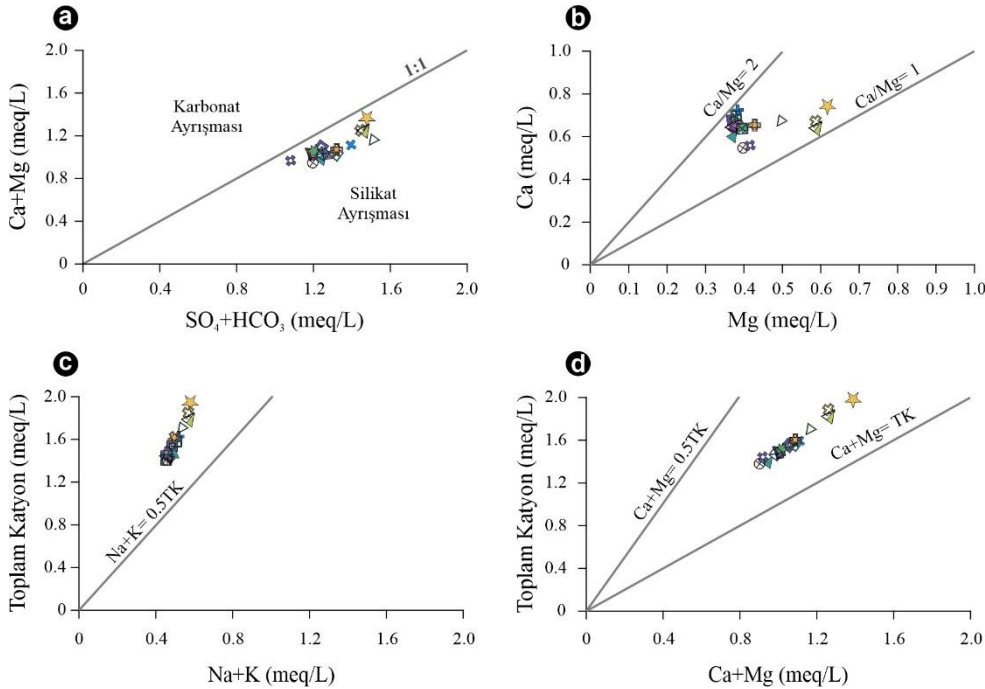 a
2.0
1.6
1.2
0.8
0.4
0
Ca+Mg (meq/L)
Karbonat
Ayrışması
Silikat
Ayrışması
1:1
0
0.4
0.8
1.2
1.6
2.0
SO₄+HCO₃ (meq/L)
b
1.0
0.8
0.6
0.4
0.2
0
Ca (meq/L)
Ca/Mg= 2
Ca/Mg= 1
0
0.1
0.2
0.3
0.4
0.5
0.6
0.7
0.8
0.9
1.0
Mg (meq/L)
c
2.0
1.6
1.2
0.8
0.4
0
Toplam Katyon (meq/L)
Na+K= 0.5TK
0
0.4
0.8
1.2
1.6
2.0
Na+K (meq/L)
d
2.0
1.6
1.2
0.8
0.4
0
Toplam Katyon (meq/L)
Ca+Mg= 0.5TK
Ca+Mg= TK
0
0.4
0.8
1.2
1.6
2.0
Ca+Mg (meq/L)